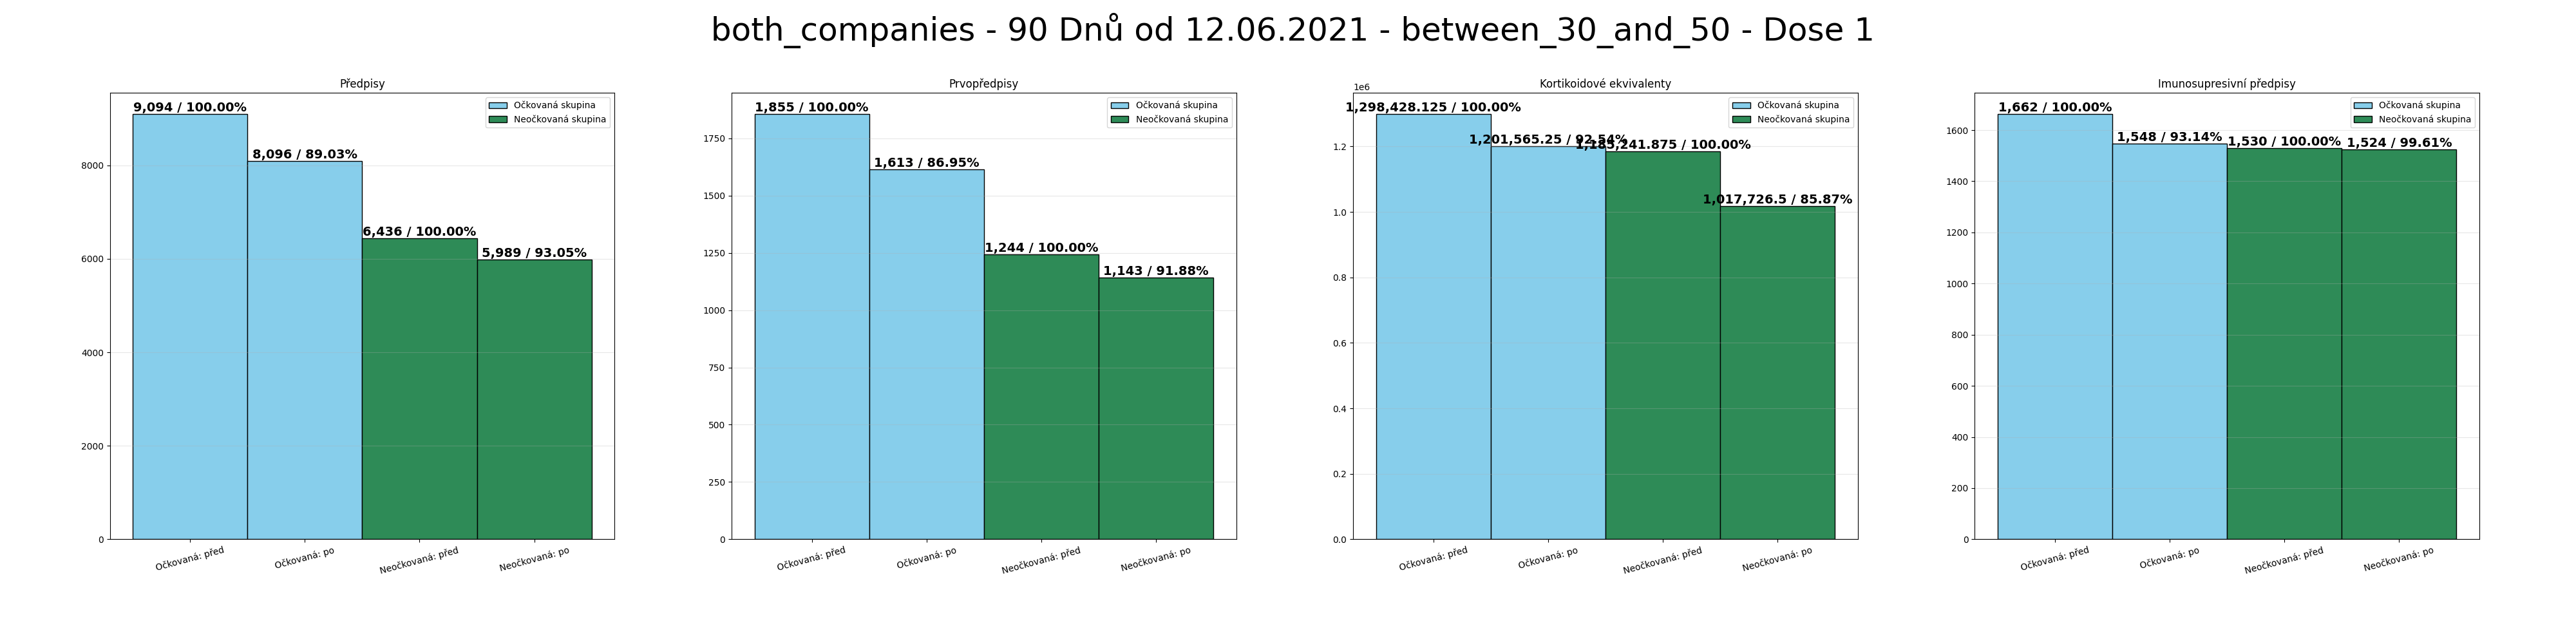 both_companies - 90 Dnů od 12.06.2021 - between_30_and_50 - Dose 1
Předpisy
9,094 / 100.00%
8,096 / 89.03%
6,436 / 100.00%
5,989 / 93.05%
Očkovaná skupina
Neočkovaná skupina
8000
6000
4000
2000
0
Očkovaná: před
Očkovaná: po
Neočkovaná: před
Neočkovaná: po
Prvopředpisy
1,855 / 100.00%
1,613 / 86.95%
1,244 / 100.00%
1,143 / 91.88%
Očkovaná skupina
Neočkovaná skupina
1750
1500
1250
1000
750
500
250
0
Očkovaná: před
Očkovaná: po
Neočkovaná: před
Neočkovaná: po
Kortikoidové ekvivalenty
1e6
1,298,428.125 / 100.00%
1,201,565.25 / 92.54%
1,185,241.875 / 100.00%
1,017,726.5 / 85.87%
Očkovaná skupina
Neočkovaná skupina
1.2
1.0
0.8
0.6
0.4
0.2
0.0
Očkovaná: před
Očkovaná: po
Neočkovaná: před
Neočkovaná: po
Imunosupresivní předpisy
1,662 / 100.00%
1,548 / 93.14%
1,530 / 100.00%
1,524 / 99.61%
Očkovaná skupina
Neočkovaná skupina
1600
1400
1200
1000
800
600
400
200
0
Očkovaná: před
Očkovaná: po
Neočkovaná: před
Neočkovaná: po